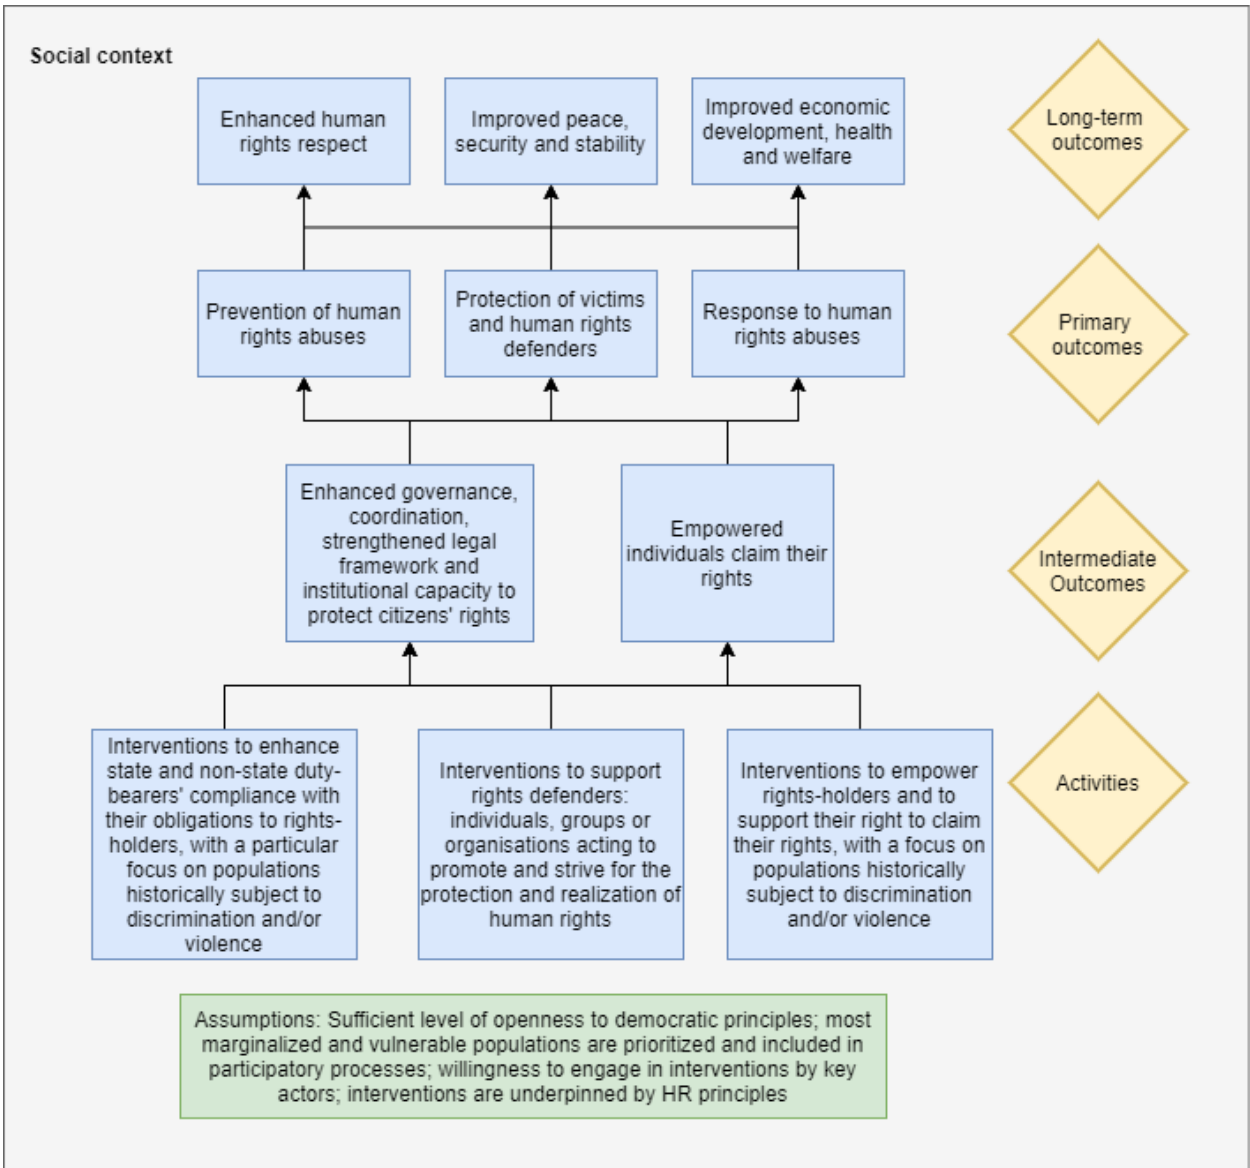 Social context
Enhanced human
rights respect
Improved peace,
security and stability
Improved economic
development, health
and welfare
Long-term
outcomes
Prevention of human
rights abuses
Protection of victims
and human rights
defenders
Response to human
rights abuses
Primary
outcomes
Enhanced governance,
coordination,
strengthened legal
framework and
institutional capacity to
protect citizens' rights
Empowered
individuals claim their
rights
Intermediate
Outcomes
Interventions to enhance
state and non-state duty-
bearers' compliance with
their obligations to rights-
holders, with a particular
focus on populations
historically subject to
discrimination and/or
violence
Interventions to support
rights defenders:
individuals, groups or
organisations acting to
promote and strive for the
protection and realization of
human rights
Interventions to empower
rights-holders and to
support their right to claim
their rights, with a focus on
populations historically
subject to discrimination
and/or violence
Activities
Assumptions: Sufficient level of openness to democratic principles; most
marginalized and vulnerable populations are prioritized and included in
participatory processes; willingness to engage in interventions by key
actors; interventions are underpinned by HR principles